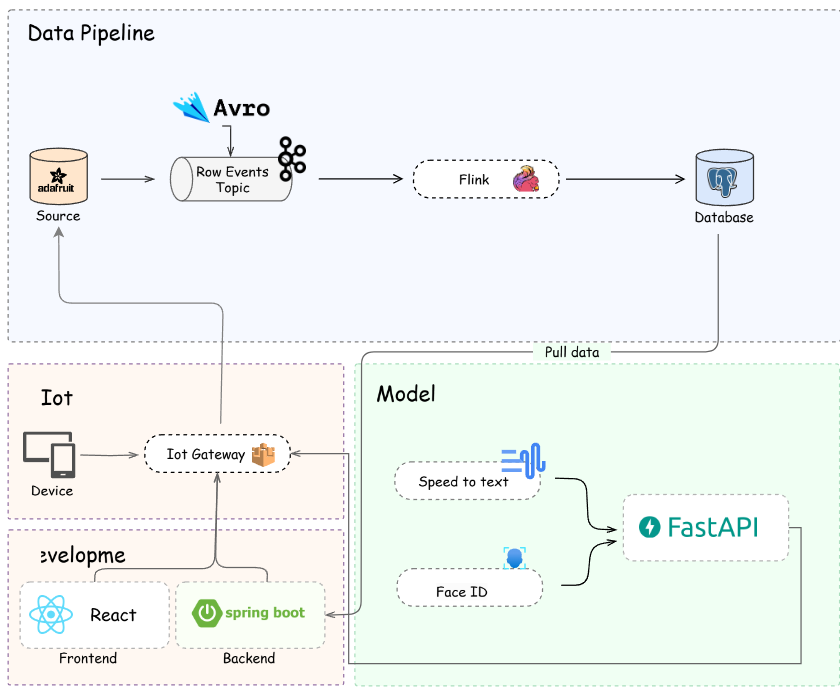 Data Pipeline
Avro
adafruit
Row Events
Topic
Flink
Source
Database
Pull data
Iot
Model
Iot Gateway
Device
Speed to text
FastAPI
evelopme
Face ID
React
spring boot
Frontend
Backend